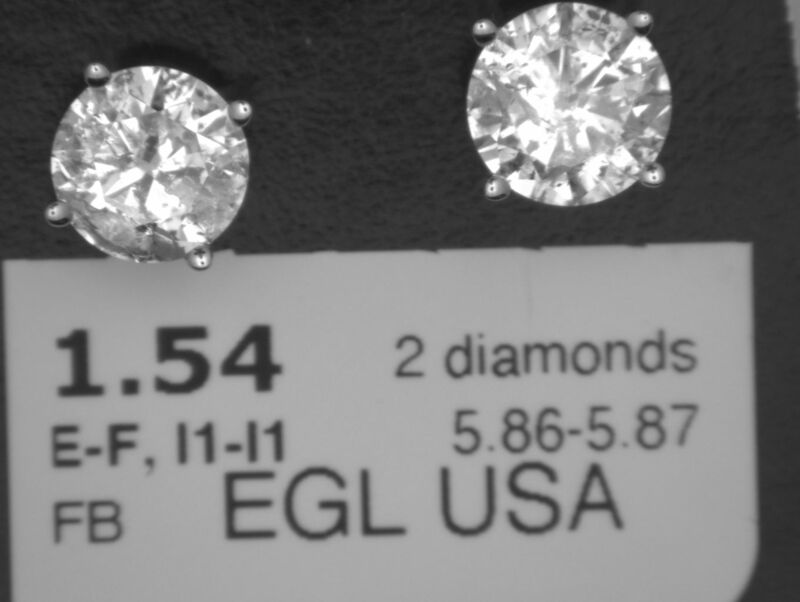 1.54 2 diamonds
E-F, I1-I1 5.86-5.87
FB EGL USA